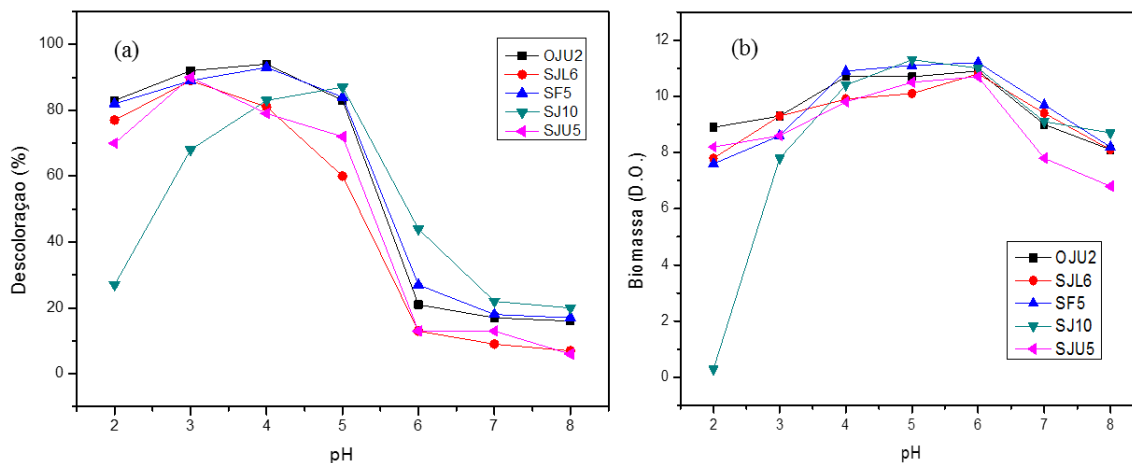 (a)
OJU2
SJL6
SF5
SJ10
SJU5
Descoloraçao (%)
100
80
60
40
20
0
2 3 4 5 6 7 8
pH
(b)
OJU2
SJL6
SF5
SJ10
SJU5
Biomassa (D.O.)
12
10
8
6
4
2
0
2 3 4 5 6 7 8
pH